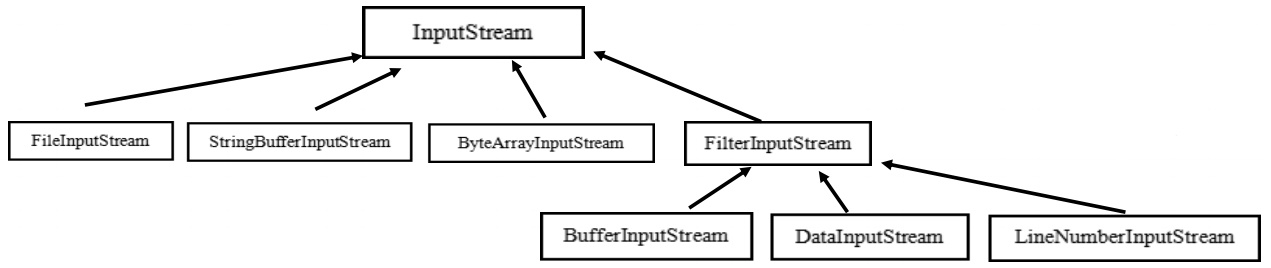 InputStream
FileInputStream
StringBufferInputStream
ByteArrayInputStream
FilterInputStream
BufferInputStream
DataInputStream
LineNumberInputStream